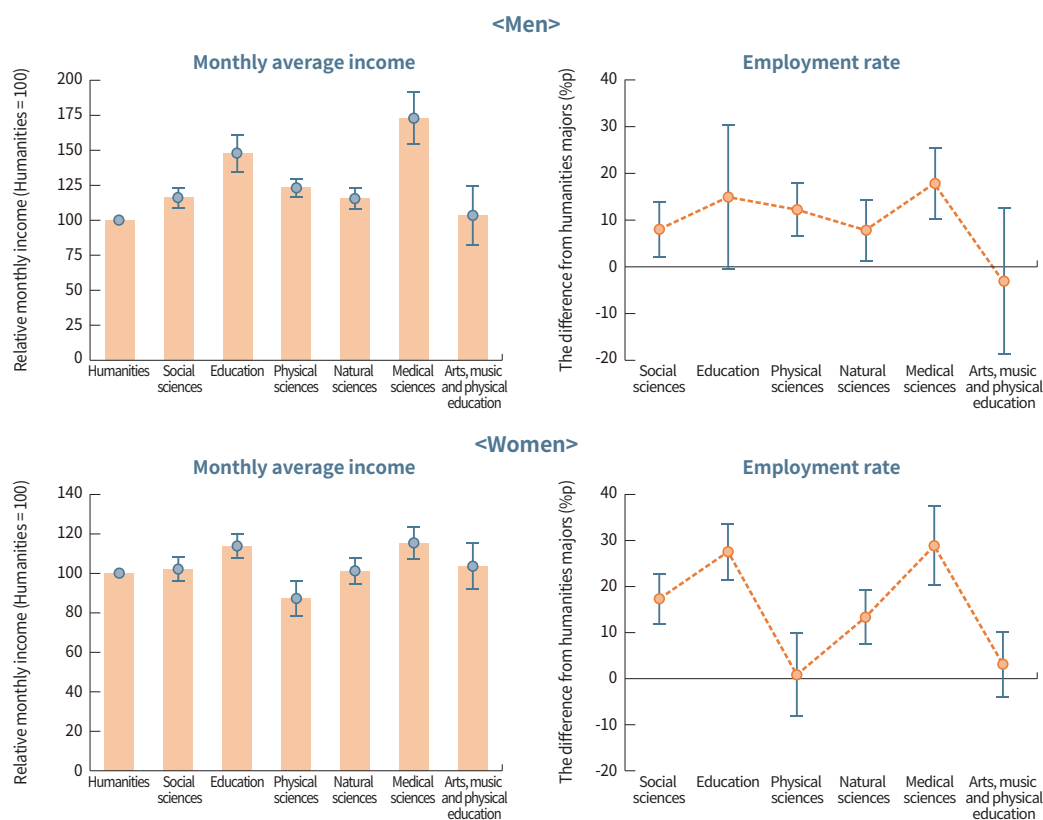 <Men>
Monthly average income
Relative monthly income (Humanities = 100)
200
175
150
125
100
75
50
25
0
Humanities
Social
sciences
Education
Physical
sciences
Natural
sciences
Medical
sciences
Arts, music
and physical
education
Employment rate
The difference from humanities majors (%p)
40
30
20
10
0
-10
-20
Social
sciences
Education
Physical
sciences
Natural
sciences
Medical
sciences
Arts, music
and physical
education
<Women>
Monthly average income
Relative monthly income (Humanities = 100)
140
120
100
80
60
40
20
0
Humanities
Social
sciences
Education
Physical
sciences
Natural
sciences
Medical
sciences
Arts, music
and physical
education
Employment rate
The difference from humanities majors (%p)
40
30
20
10
0
-10
-20
Social
sciences
Education
Physical
sciences
Natural
sciences
Medical
sciences
Arts, music
and physical
education